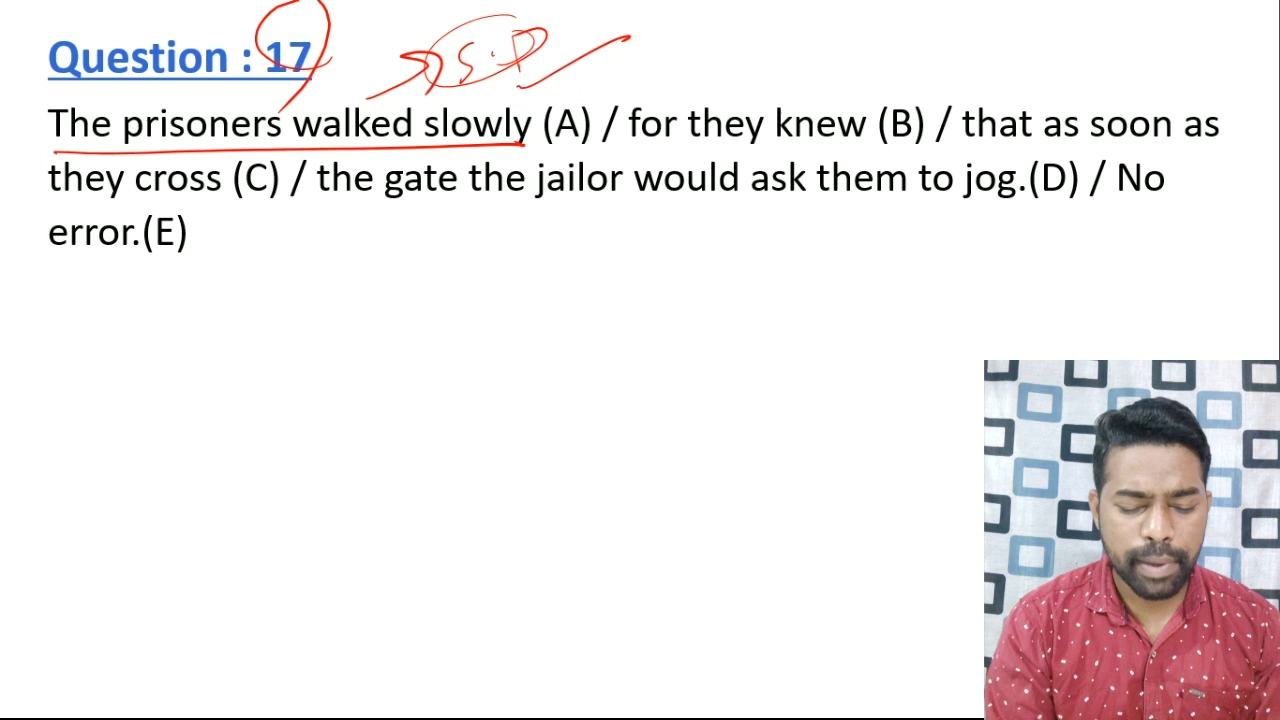 Question : 17
S.P
The prisoners walked slowly (A) / for they knew (B) / that as soon as
they cross (C) / the gate the jailor would ask them to jog.(D) / No
error.(E)